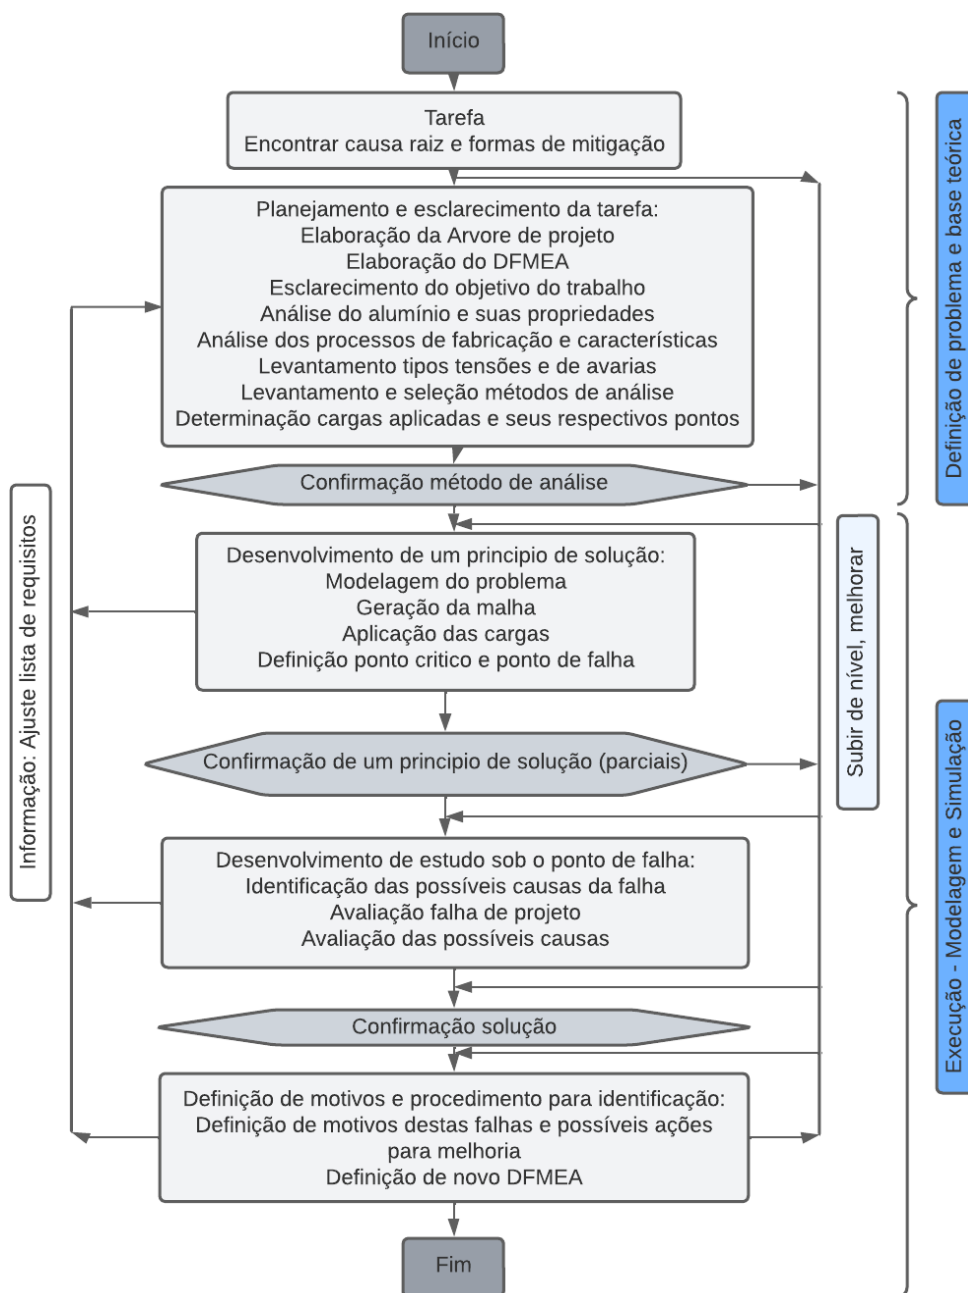 Início
Tarefa
Encontrar causa raiz e formas de mitigação
Planejamento e esclarecimento da tarefa:
Elaboração da Arvore de projeto
Elaboração do DFMEA
Esclarecimento do objetivo do trabalho
Análise do alumínio e suas propriedades
Análise dos processos de fabricação e características
Levantamento tipos tensões e de avarias
Levantamento e seleção métodos de análise
Determinação cargas aplicadas e seus respectivos pontos
Confirmação método de análise
Desenvolvimento de um principio de solução:
Modelagem do problema
Geração da malha
Aplicação das cargas
Definição ponto critico e ponto de falha
Confirmação de um principio de solução (parciais)
Desenvolvimento de estudo sob o ponto de falha:
Identificação das possíveis causas da falha
Avaliação falha de projeto
Avaliação das possíveis causas
Confirmação solução
Definição de motivos e procedimento para identificação:
Definição de motivos destas falhas e possíveis ações
para melhoria
Definição de novo DFMEA
Fim
Informação: Ajuste lista de requisitos
Subir de nível, melhorar
Definição de problema e base teórica
Execução - Modelagem e Simulação